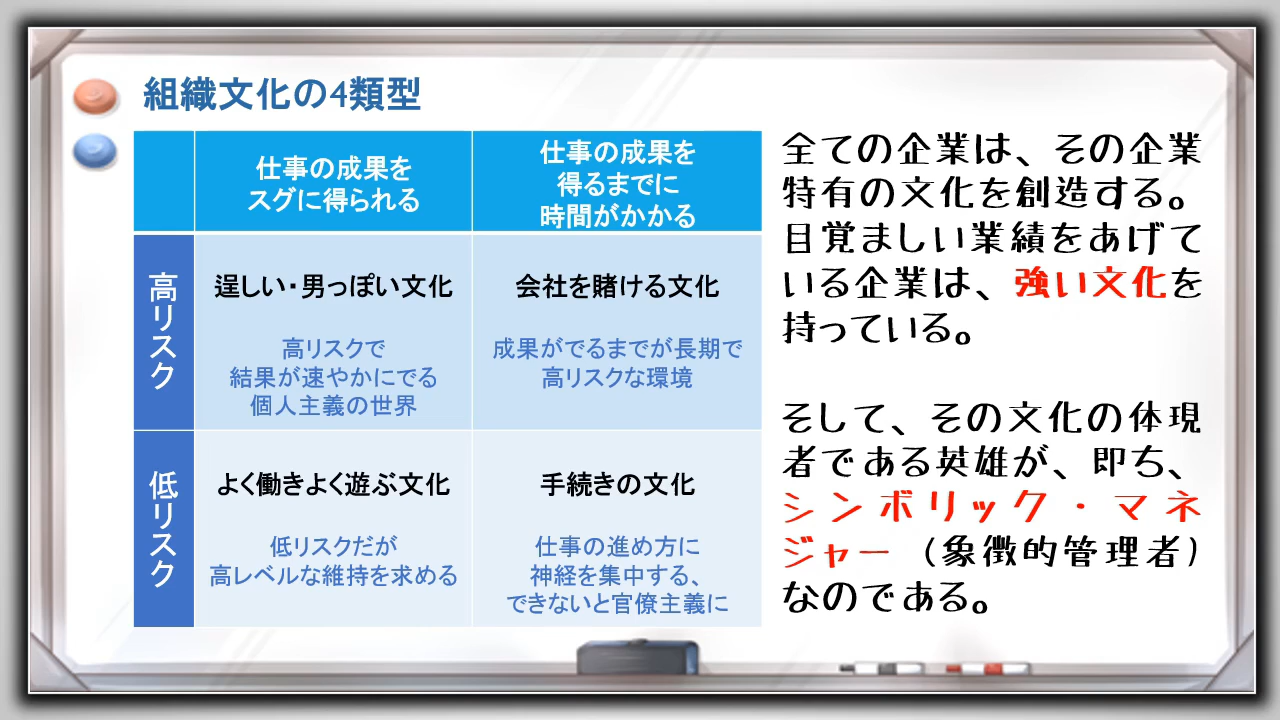 組織文化の4類型
仕事の成果を
スグに得られる
仕事の成果を
得るまでに
時間がかかる
高リスク
逞しい・男っぽい文化
高リスクで
結果が速やかにでる
個人主義の世界
会社を賭ける文化
成果がでるまでが長期で
高リスクな環境
低リスク
よく働きよく遊ぶ文化
低リスクだが
高レベルな維持を求める
手続きの文化
仕事の進め方に
神経を集中する、
できないと官僚主義に
全ての企業は、その企業
特有の文化を創造する。
目覚ましい業績をあげて
いる企業は、強い文化を
持っている。
そして、その文化の体現
者である英雄が、即ち、
シンボリック・マネ
ジャー（象徴的管理者）
なのである。